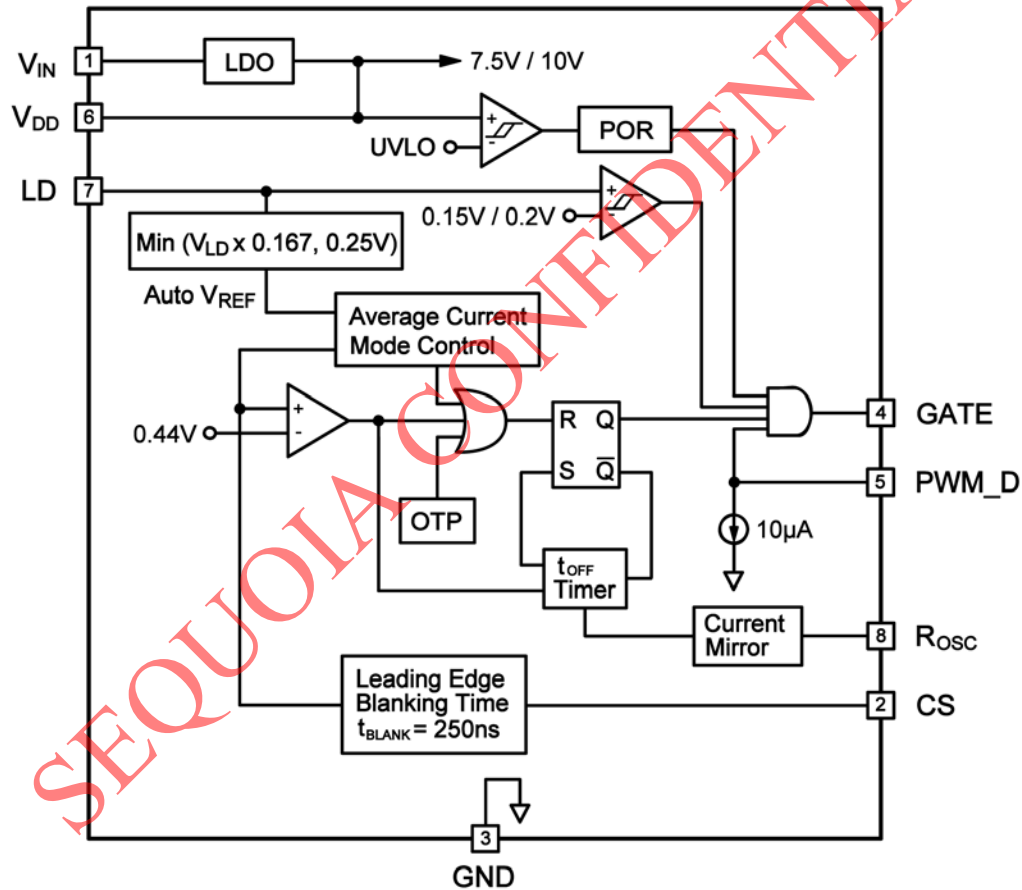 VIN
1
LDO
7.5V / 10V
VDD
6
+
-
UVLO
POR
LD
7
+
-
0.15V / 0.2V
Min (VLD x 0.167, 0.25V)
Auto VREF
Average Current
Mode Control
+
-
0.44V
OTP
R Q
S Q̅
4
GATE
5
PWM_D
10µA
tOFF
Timer
Current
Mirror
8
ROSC
Leading Edge
Blanking Time
tBLANK = 250ns
2
CS
3
GND
SEQUOIA CONFIDENTI